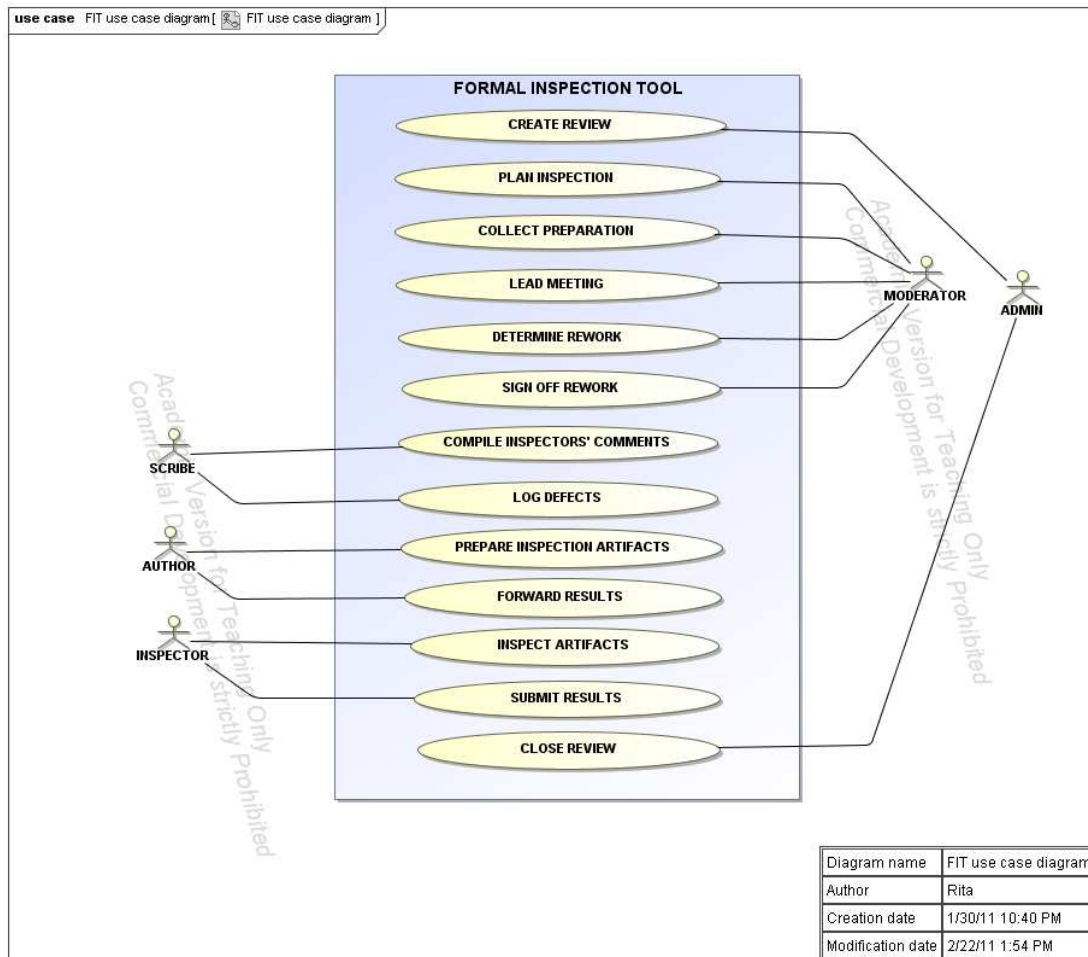 use case FIT use case diagram [ FIT use case diagram ]
FORMAL INSPECTION TOOL
CREATE REVIEW
PLAN INSPECTION
COLLECT PREPARATION
LEAD MEETING
DETERMINE REWORK
SIGN OFF REWORK
COMPILE INSPECTORS' COMMENTS
LOG DEFECTS
PREPARE INSPECTION ARTIFACTS
FORWARD RESULTS
INSPECT ARTIFACTS
SUBMIT RESULTS
CLOSE REVIEW
MODERATOR
ADMIN
SCRIBE
AUTHOR
INSPECTOR
Academic Version for Teaching Only
Commercial Development is strictly Prohibited
Academic Version for Teaching Only
Commercial Development is strictly Prohibited
Diagram name FIT use case diagram
Author Rita
Creation date 1/30/11 10:40 PM
Modification date 2/22/11 1:54 PM